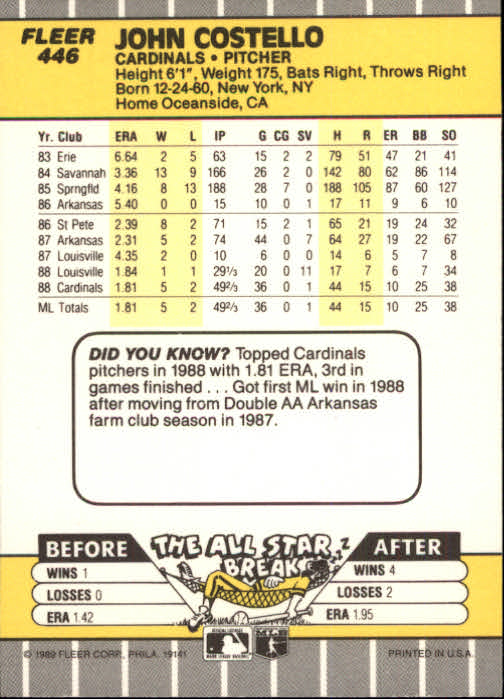 FLEER
446
JOHN COSTELLO
CARDINALS • PITCHER
Height 6'1", Weight 175, Bats Right, Throws Right
Born 12-24-60, New York, NY
Home Oceanside, CA
Yr. Club ERA W L IP G CG SV H R ER BB SO
83 Erie 6.64 2 5 63 15 2 2 79 51 47 21 41
84 Savannah 3.36 13 9 166 26 2 0 142 80 62 86 114
85 Sprngfld 4.16 8 13 188 28 7 0 188 105 87 60 127
86 Arkansas 5.40 0 0 15 10 0 1 17 11 9 6 10
86 St Pete 2.39 8 2 71 15 2 1 65 21 19 24 32
87 Arkansas 2.31 5 2 74 44 0 7 64 27 19 22 67
87 Louisville 4.35 2 0 10 6 0 0 14 6 5 7 8
88 Louisville 1.84 1 1 29 1/3 20 0 11 17 7 6 7 34
88 Cardinals 1.81 5 2 49 2/3 36 0 1 44 15 10 25 38
ML Totals 1.81 5 2 49 2/3 36 0 1 44 15 10 25 38
DID YOU KNOW? Topped Cardinals
pitchers in 1988 with 1.81 ERA, 3rd in
games finished . . . Got first ML win in 1988
after moving from Double AA Arkansas
farm club season in 1987.
BEFORE THE ALL STAR BREAK AFTER
WINS 1 WINS 4
LOSSES 0 LOSSES 2
ERA 1.42 ERA 1.95
© 1989 FLEER CORP., PHILA. 19141 PRINTED IN U.S.A.